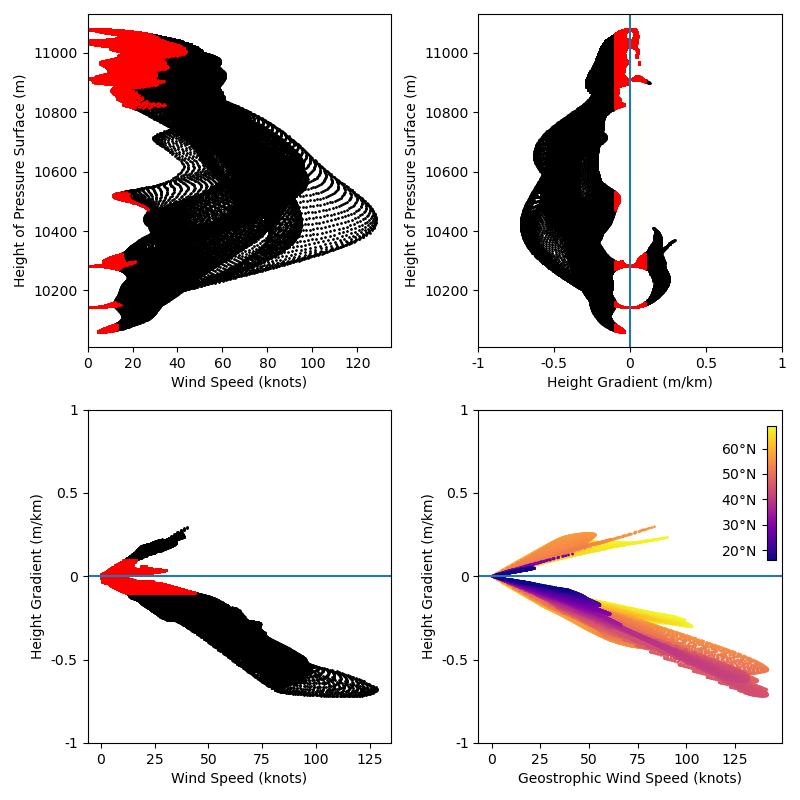 Height of Pressure Surface (m)
11000
10800
10600
10400
10200
0 20 40 60 80 100 120
Wind Speed (knots)
Height of Pressure Surface (m)
11000
10800
10600
10400
10200
-1 -0.5 0 0.5 1
Height Gradient (m/km)
Height Gradient (m/km)
1
0.5
0
-0.5
-1
0 25 50 75 100 125
Wind Speed (knots)
Height Gradient (m/km)
1
0.5
0
-0.5
-1
0 25 50 75 100 125
Geostrophic Wind Speed (knots)
60°N
50°N
40°N
30°N
20°N